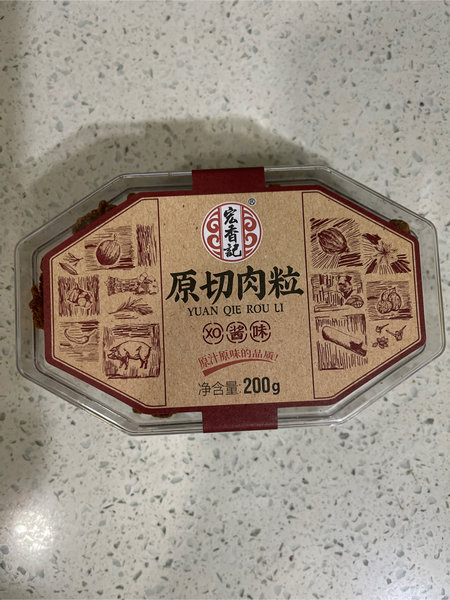 宏香記
®
原切肉粒
YUAN QIE ROU LI
XO酱味
原汁原味的品质!
净含量:200g